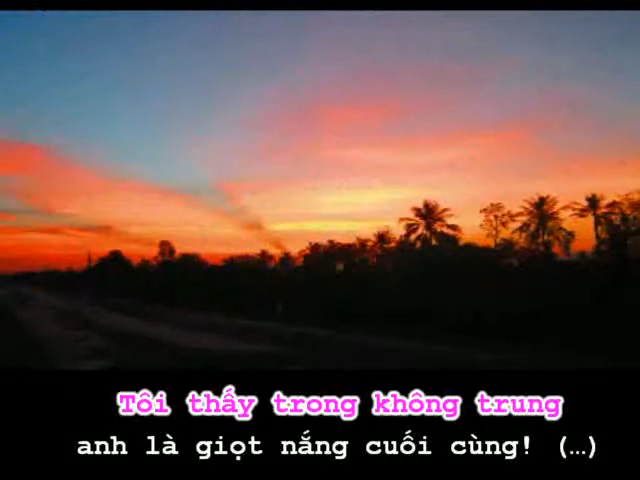 Tôi thấy trong không trung
anh là giọt nắng cuối cùng! (…)